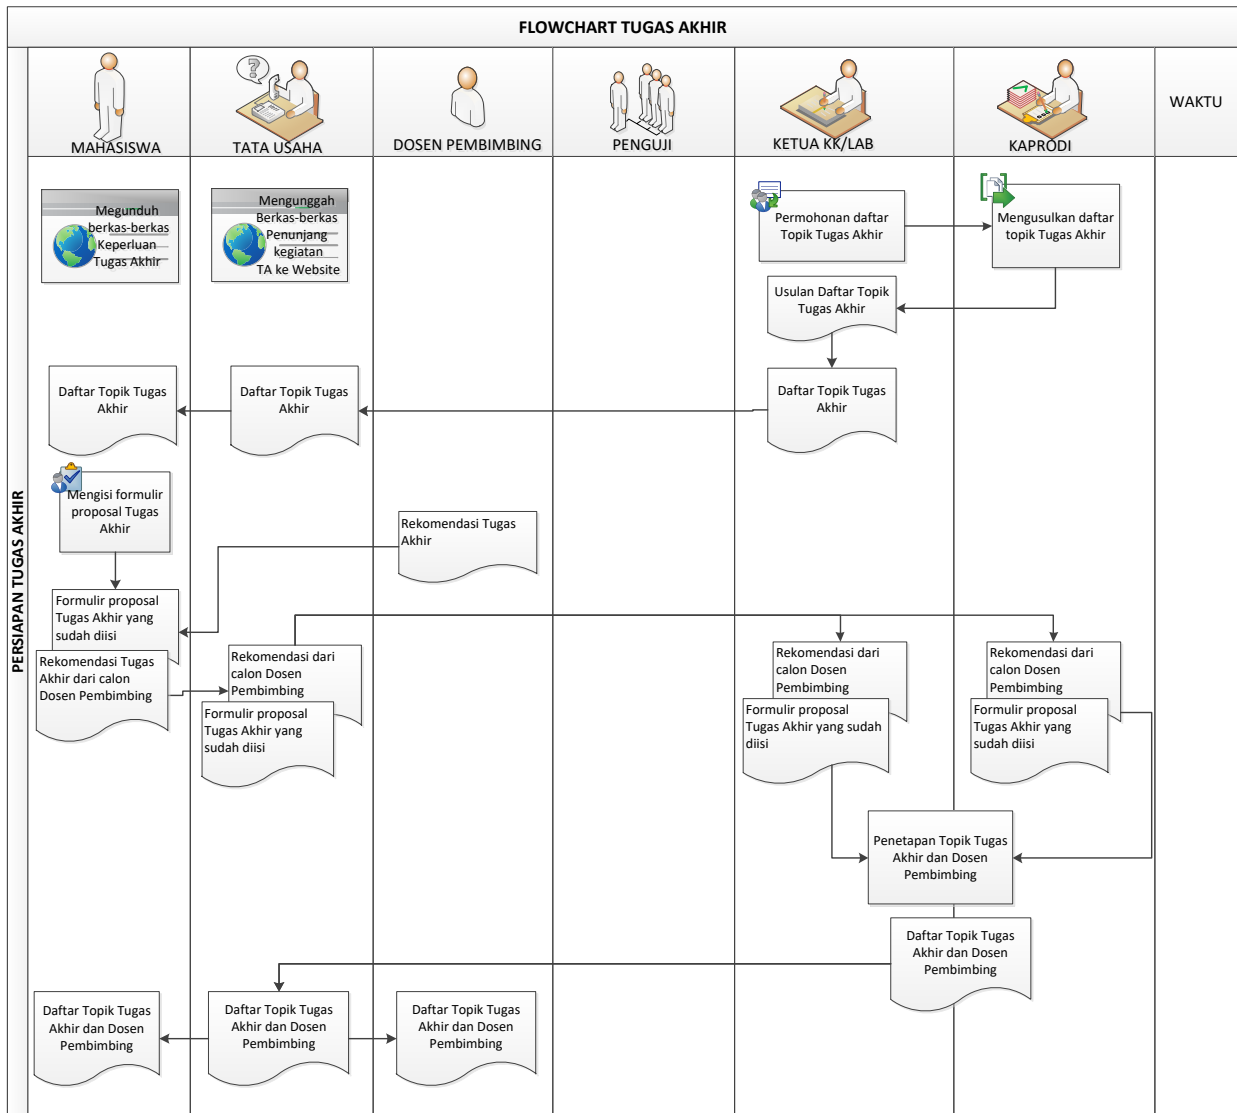 FLOWCHART TUGAS AKHIR
MAHASISWA
TATA USAHA
DOSEN PEMBIMBING
PENGUJI
KETUA KK/LAB
KAPRODI
WAKTU
PERSIAPAN TUGAS AKHIR
Megunduh
berkas-berkas
Keperluan
Tugas Akhir
Mengunggah
Berkas-berkas
Penunjang
kegiatan
TA ke Website
Permohonan daftar
Topik Tugas Akhir
Mengusulkan daftar
topik Tugas Akhir
Usulan Daftar Topik
Tugas Akhir
Daftar Topik Tugas
Akhir
Daftar Topik Tugas
Akhir
Daftar Topik Tugas
Akhir
Mengisi formulir
proposal Tugas
Akhir
Rekomendasi Tugas
Akhir
Formulir proposal
Tugas Akhir yang
sudah diisi
Rekomendasi Tugas
Akhir dari calon
Dosen Pembimbing
Rekomendasi dari
calon Dosen
Pembimbing
Formulir proposal
Tugas Akhir yang
sudah diisi
Rekomendasi dari
calon Dosen
Pembimbing
Formulir proposal
Tugas Akhir yang sudah
diisi
Rekomendasi dari
calon Dosen
Pembimbing
Formulir proposal
Tugas Akhir yang
sudah diisi
Penetapan Topik Tugas
Akhir dan Dosen
Pembimbing
Daftar Topik Tugas
Akhir dan Dosen
Pembimbing
Daftar Topik Tugas
Akhir dan Dosen
Pembimbing
Daftar Topik Tugas
Akhir dan Dosen
Pembimbing
Daftar Topik Tugas
Akhir dan Dosen
Pembimbing